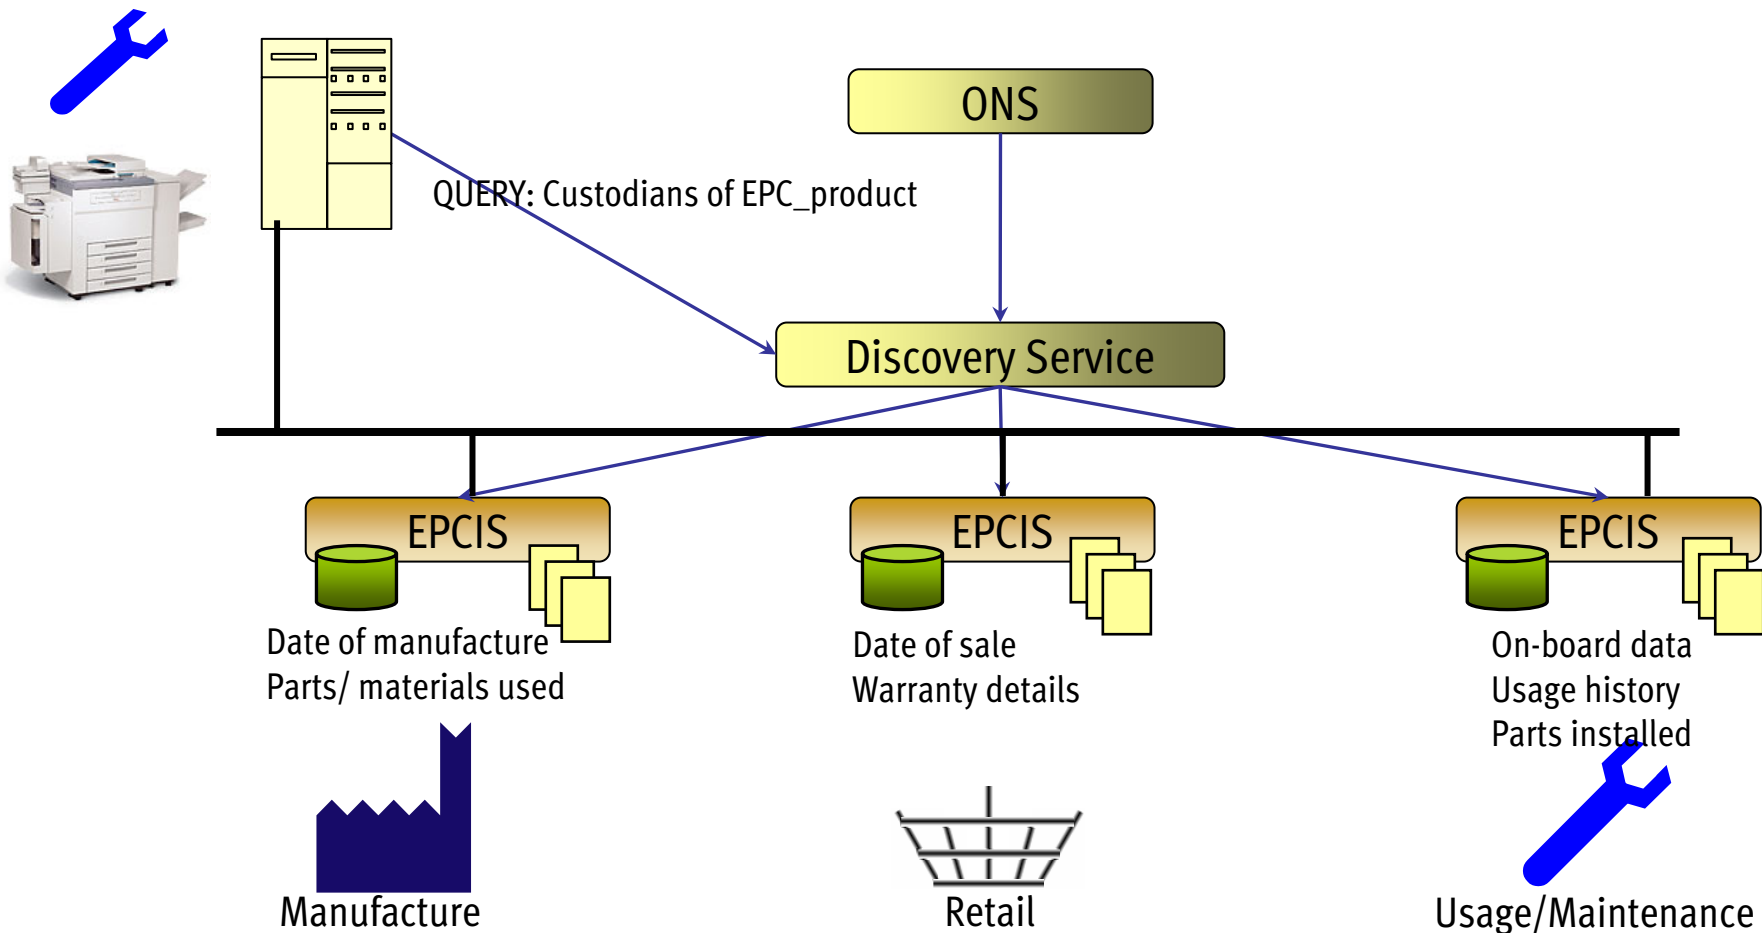 ONS
QUERY: Custodians of EPC_product
Discovery Service
EPCIS
EPCIS
EPCIS
Date of manufacture
Parts/ materials used
Date of sale
Warranty details
On-board data
Usage history
Parts installed
Manufacture
Retail
Usage/Maintenance